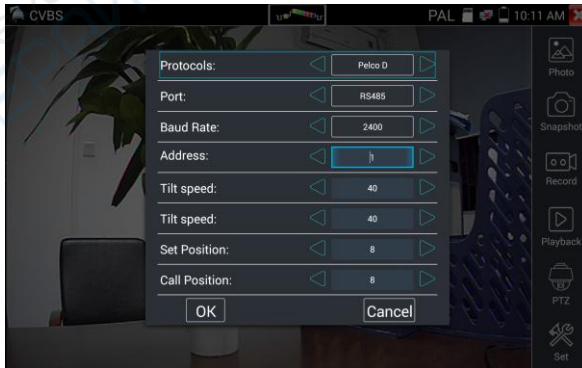 CVBS PAL 10:11 AM
Protocols: Pelco D
Port: RS485
Baud Rate: 2400
Address: 1
Tilt speed: 40
Tilt speed: 40
Set Position: 8
Call Position: 8
OK Cancel
Photo
Snapshot
Record
Playback
PTZ
Set